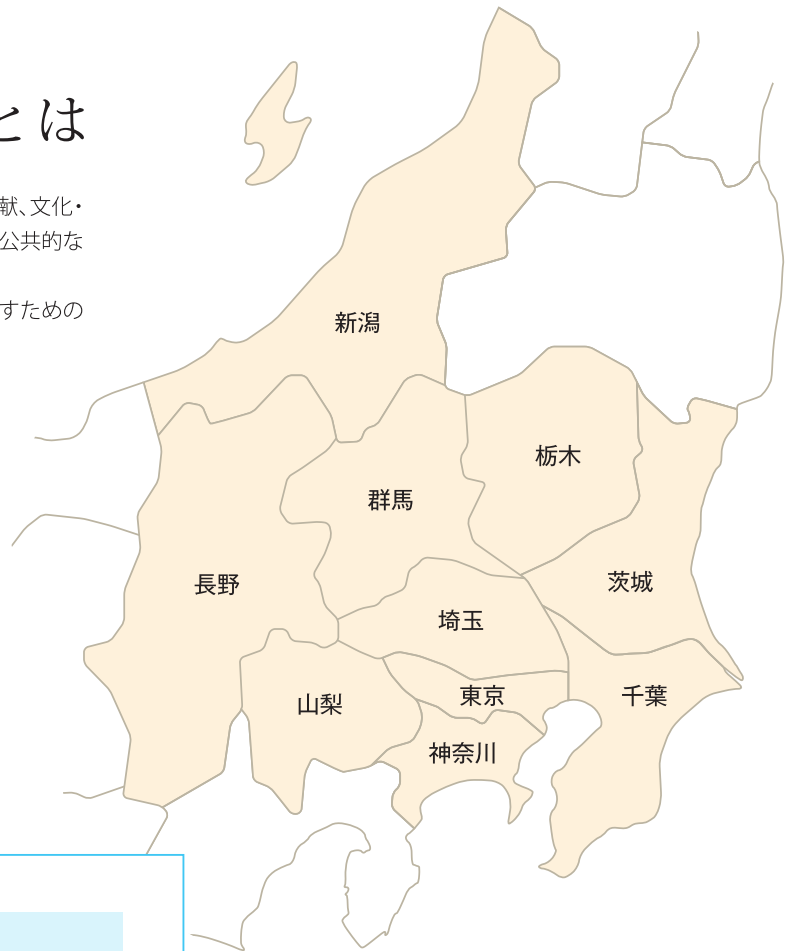 とは
献、文化・
公共的な
すための
新潟
栃木
群馬
長野
茨城
埼玉
東京
千葉
山梨
神奈川